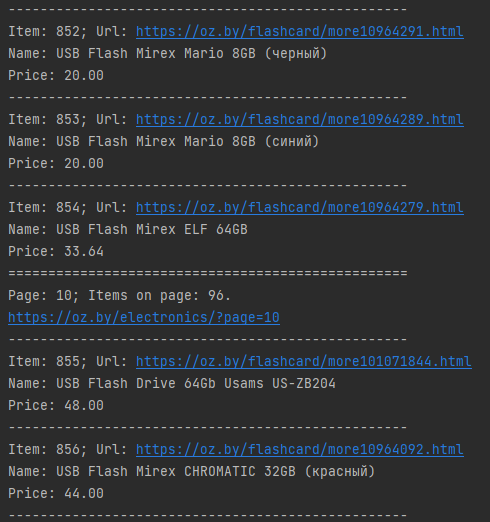 --------------------------------------------------
Item: 852; Url: https://oz.by/flashcard/more10964291.html
Name: USB Flash Mirex Mario 8GB (черный)
Price: 20.00
--------------------------------------------------
Item: 853; Url: https://oz.by/flashcard/more10964289.html
Name: USB Flash Mirex Mario 8GB (синий)
Price: 20.00
--------------------------------------------------
Item: 854; Url: https://oz.by/flashcard/more10964279.html
Name: USB Flash Mirex ELF 64GB
Price: 33.64
==================================================
Page: 10; Items on page: 96.
https://oz.by/electronics/?page=10
--------------------------------------------------
Item: 855; Url: https://oz.by/flashcard/more101071844.html
Name: USB Flash Drive 64Gb Usams US-ZB204
Price: 48.00
--------------------------------------------------
Item: 856; Url: https://oz.by/flashcard/more10964092.html
Name: USB Flash Mirex CHROMATIC 32GB (красный)
Price: 44.00
--------------------------------------------------